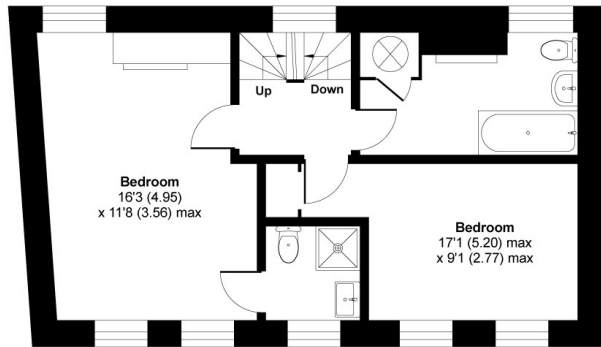 Up
Down
Bedroom
16'3 (4.95)
x 11'8 (3.56) max
Bedroom
17'1 (5.20) max
x 9'1 (2.77) max